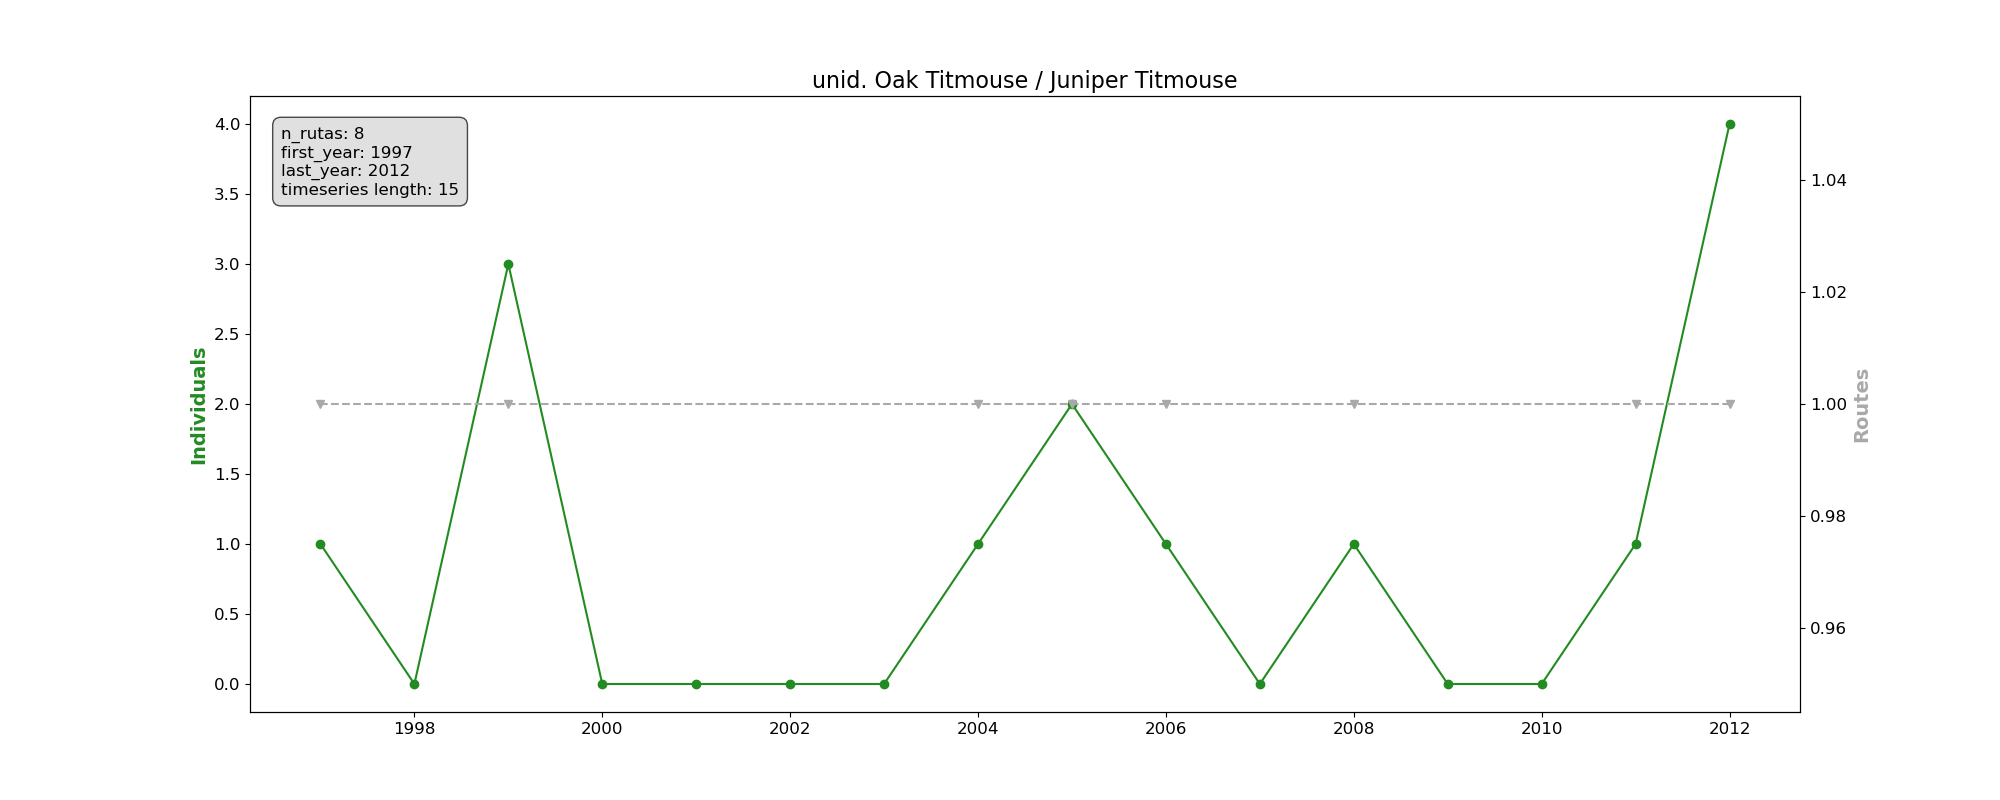 unid. Oak Titmouse / Juniper Titmouse
n_rutas: 8
first_year: 1997
last_year: 2012
timeseries length: 15
Individuals
4.0
3.5
3.0
2.5
2.0
1.5
1.0
0.5
0.0
1.04
1.02
1.00
0.98
0.96
Routes
1998 2000 2002 2004 2006 2008 2010 2012